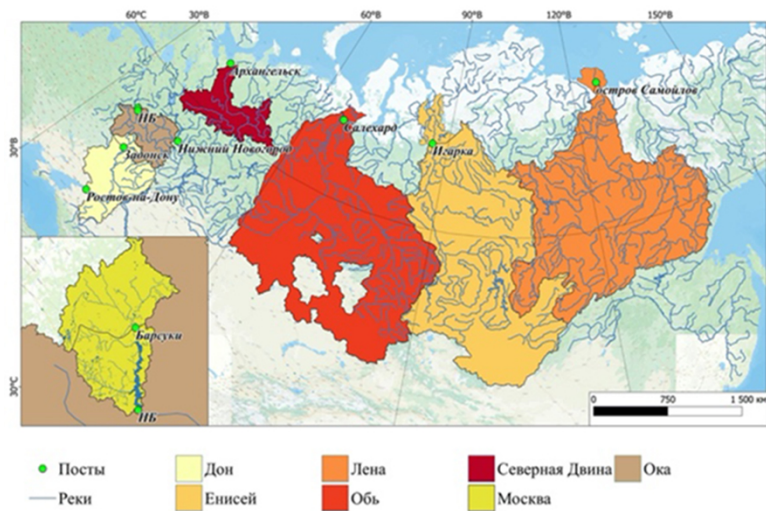 60°С 30°В 60°В 90°В 120°В 150°В
Архангельск
остров Самойлов
НБ
Салехард
Нижний Новгород
Игарка
Задонск
30°В
Ростов-на-Дону
Барсуки
30°С
НБ
0 750 1 500 км
Посты Дон Лена Северная Двина Ока
Реки Енисей Обь Москва